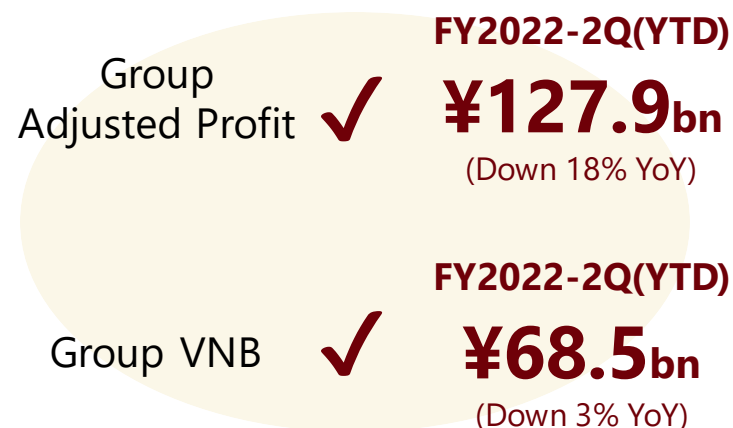 FY2022-2Q(YTD)
Group
Adjusted Profit ✓ ¥127.9bn
(Down 18% YoY)
FY2022-2Q(YTD)
Group VNB ✓ ¥68.5bn
(Down 3% YoY)